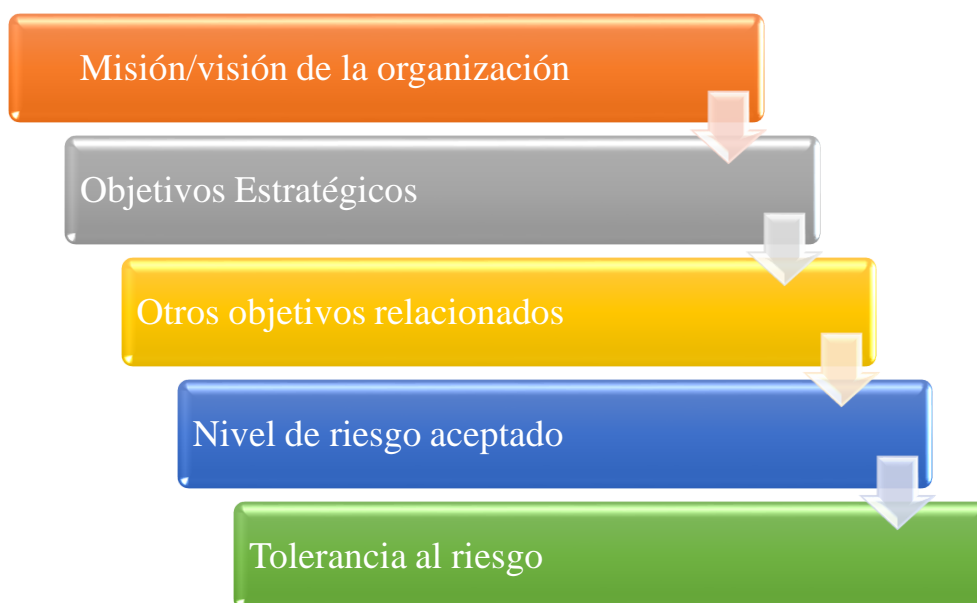 Misión/visión de la organización
Objetivos Estratégicos
Otros objetivos relacionados
Nivel de riesgo aceptado
Tolerancia al riesgo